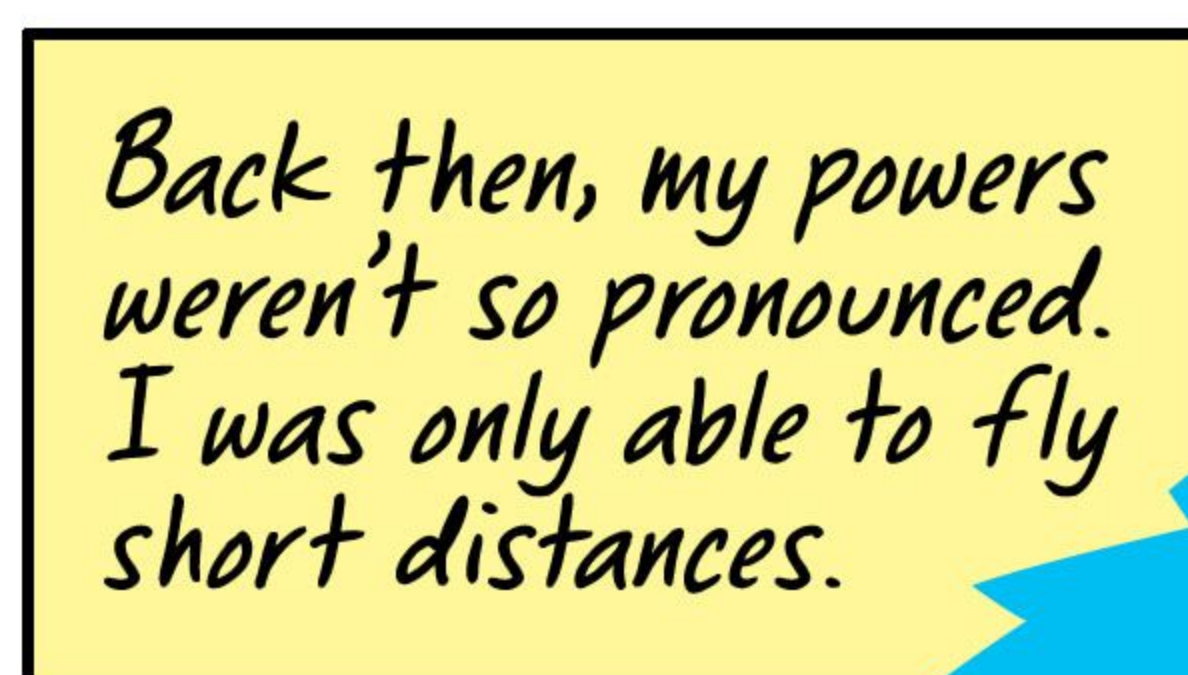 Back then, my powers
weren't so pronounced.
I was only able to fly
short distances.